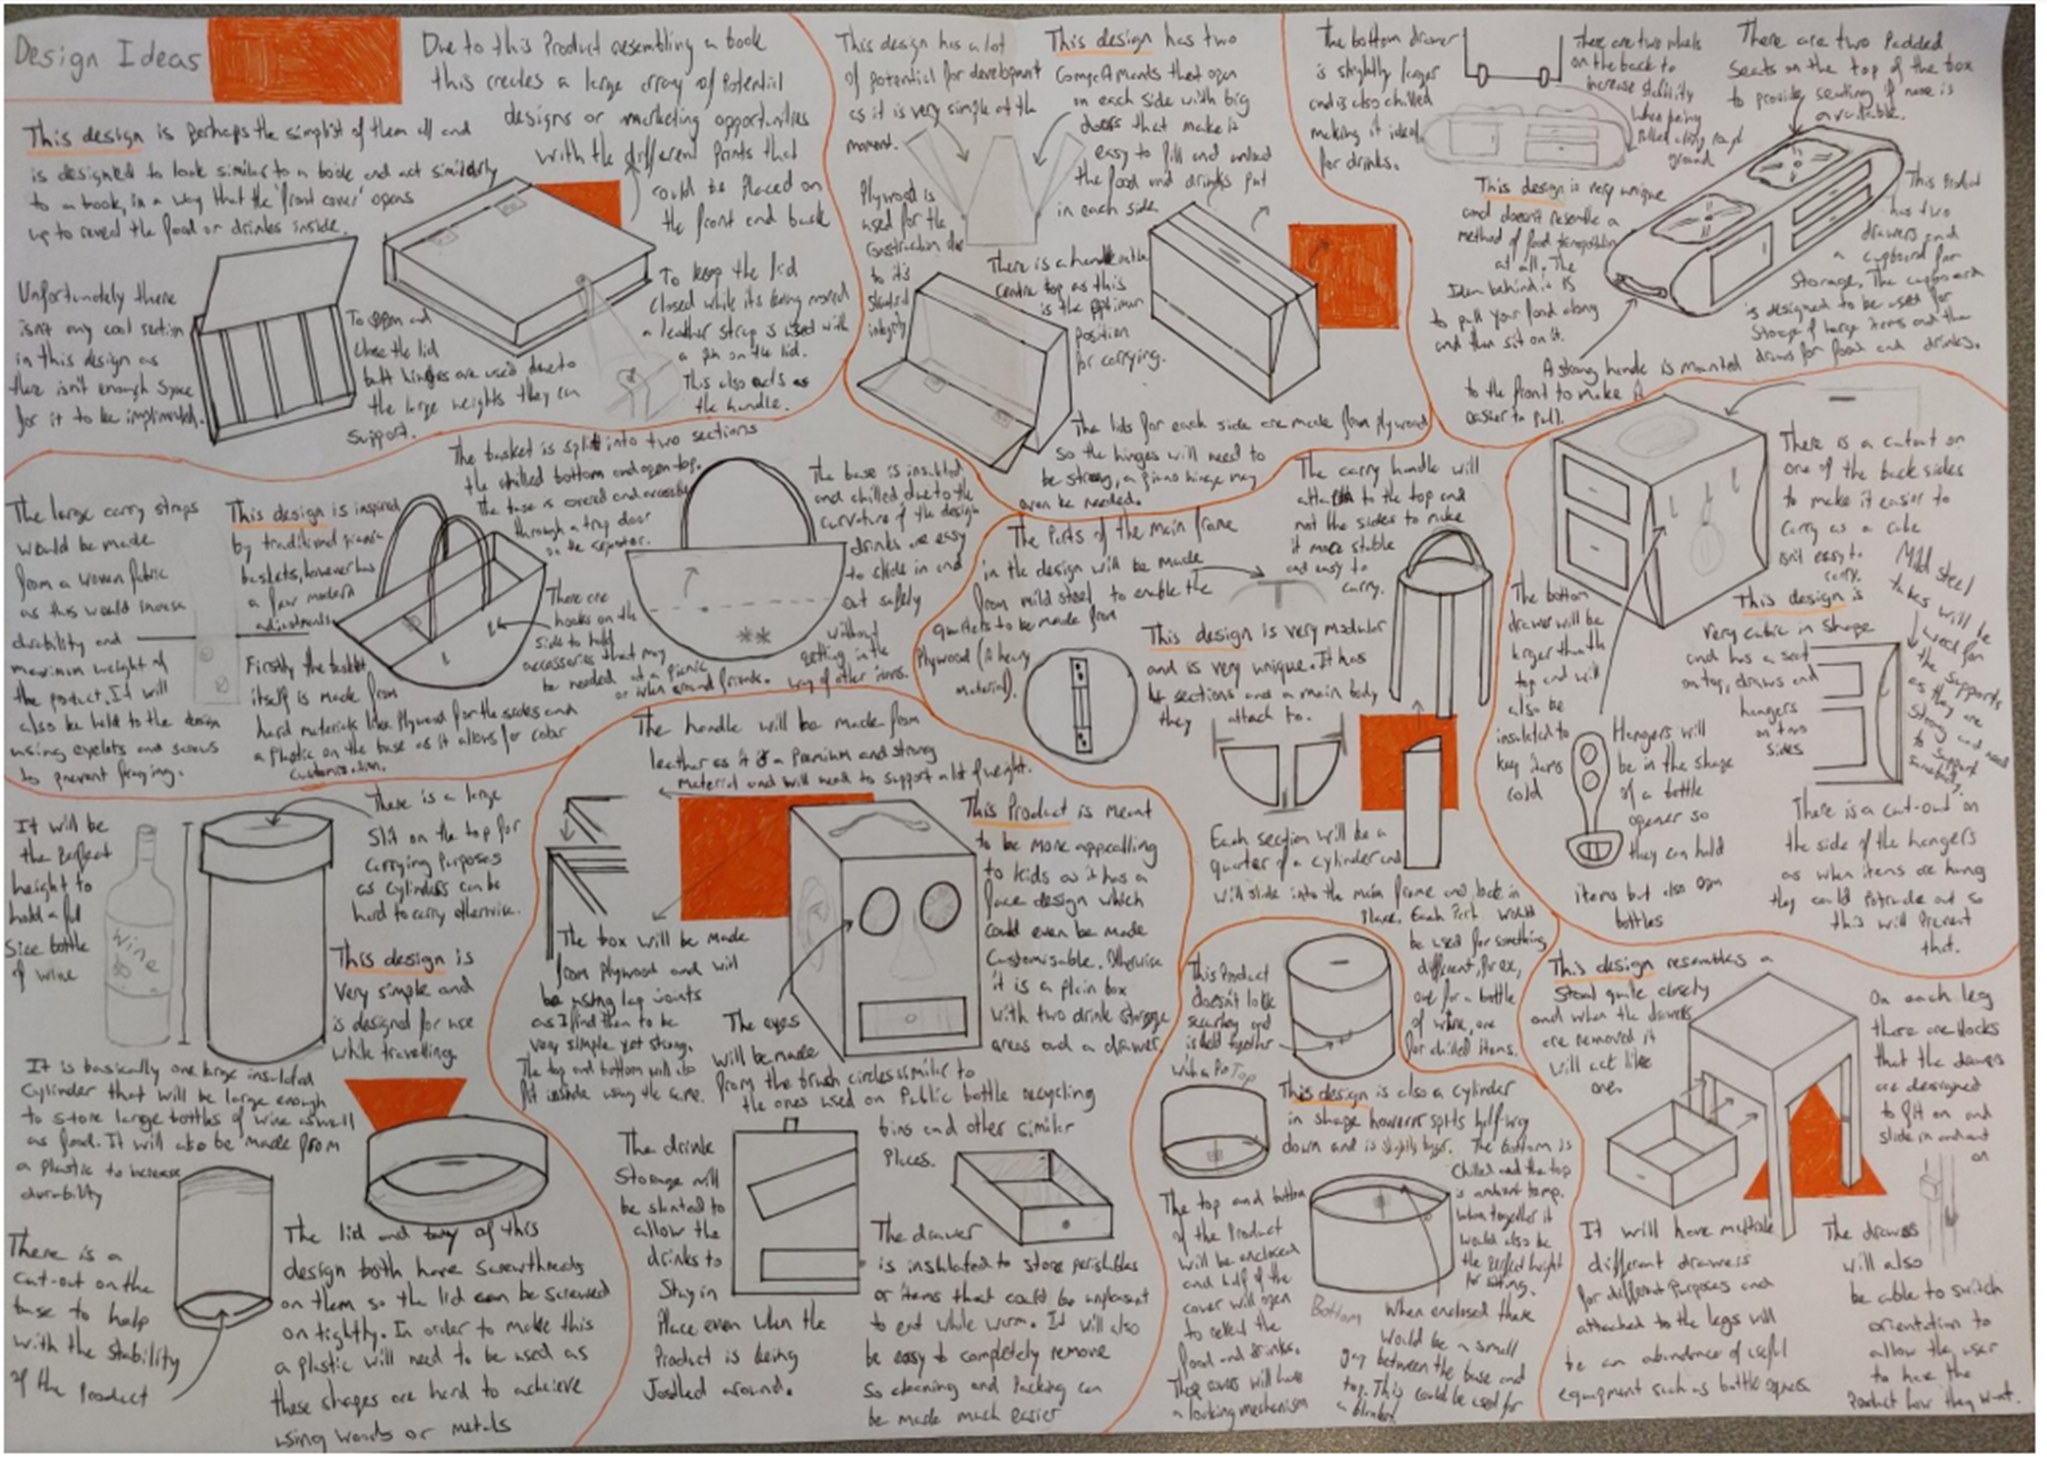 Design Ideas
This design is Perhaps the simplist of them all and
is designed to look similar to a book and act similarly
to a book, in a way that the 'front cover' opens
up to reveal the food or drinks inside.
Unfortunately there
isn't any cool section
in this design as
there isn't enough space
for it to be implimented.
To open and
close the lid
butt hinges are used due to
the large weights they can
support.
Due to this Product resembling a book
this creates a large array of Potential
designs or marketing opportunities
with the different prints that
could be placed on
the front and back
To keep the lid
closed while its being moved
a leather strap is used with
a pin on the lid.
This also acts as
the handle.
This design has a lot
of potential for development
as it is very simple at the
moment.
Plywood is
used for the
construction due
to it's
integrity
This design has two
compartments that open
on each side with big
doors that make it
easy to fill and unload
the food and drinks put
in each side.
There is a handle on the
centre top as this
is the optimum
position
for carrying.
The lids for each side are made from plywood
so the hinges will need to
be strong, a piano hinge may
even be needed.
The bottom drawer
is slightly larger
and is also chilled
making it ideal
for drinks.
There are two wheels
on the back to
increase stability
when being
pulled along rough
ground
There are two Padded
seats on the top of the box
to provide seating if none is
available.
This design is very unique
and doesn't resemble a
method of food transportation
at all. The
Idea behind it is
to pull your food along
and then sit on it.
This product
has two
drawers and
a cupboard for
Storage. The cupboard
is designed to be used for
Storage of large items and the
draws for food and drinks.
A strong handle is mounted
to the front to make it
easier to pull.
The large carry straps
would be made
from a woven fabric
as this would increase
durability and
maximum weight of
the product. It will
also be held to the design
using eyelets and screws
to prevent fraying.
This design is inspired
by traditional picnic
baskets, however has
a few modern
adjustments.
Firstly the basket
itself is made from
hard materials like Plywood for the sides and
a plastic on the base as it allows for color
customisation.
The basket is split into two sections
the chilled bottom and open top.
The base is covered and accessible
through a trap door
on the separator.
There are
hooks on the
side to hold
accessories that may
be needed at a picnic
or when around friends.
The base is insulated
and chilled due to the
curvature of the design
drinks are easy
to slide in and
out safely
without
getting in the
way of other items.
The Parts of the main frame
in the design will be made
from mild steel to enable the
quarters to be made from
Plywood (A heavy
material).
The carry handle will
attach to the top and
not the sides to make
it more stable
and easy to
carry.
This design is very modular
and is very unique. It has
4 sections and a main body
they attach to.
Each section will be a
quarter of a cylinder and
will slide into the main frame and lock in
place. Each Part would
be used for something
different, for ex,
one for a bottle
of wine, one
for chilled items.
There is a cutout on
one of the back sides
to make it easier to
carry as a cube
isn't easy to
carry.
This design is
very cubic in shape
and has a seat
on top, draws and
hangers
on two
sides
Mild steel
tubes will be
used for
the supports
as they are
strong and need
to support
somebody.
The bottom
drawer will be
larger than the
top and will
also be
insulated to
keep items
cold
Hangers will
be in the shape
of a bottle
opener so
they can hold
items but also open
bottles
There is a cut-out on
the side of the hangers
as when items are hung
they could protrude out so
this will prevent
that.
It will be
the perfect
height to
hold a full
Size bottle
of wine
Wine
There is a large
Slit on the top for
carrying purposes
as cylinders can be
hard to carry otherwise.
This design is
very simple and
is designed for use
while travelling.
It is basically one large insulated
Cylinder that will be large enough
to store large bottles of wine aswell
as food. It will also be made from
a plastic to increase
durability
There is a
cut-out on the
base to help
with the stability
of the Product
The lid and body of this
design both have screwthreads
on them so the lid can be screwed
on tightly. In order to make this
a plastic will need to be used as
these shapes are hard to achieve
using woods or metals
The handle will be made from
leather as it is a Premium and strong
material and will need to support a lot of weight.
The box will be made
from plywood and will
be using lap joints
as I find them to be
very simple yet strong.
The top and bottom will also
fit inside using the same.
This Product is meant
to be more appealling
to kids as it has a
face design which
could even be made
customisable. Otherwise
it is a plain box
with two drink storage
areas and a drawer.
The eyes
will be made
from the brush circles similar to
the ones used on Public bottle recycling
bins and other similar
places.
The drink
Storage will
be slanted to
allow the
drinks to
Stay in
Place even when the
Product is being
Jostled around.
The drawer
is insulated to store perishables
or items that could be unpleasant
to eat while warm. It will also
be easy to completely remove
so cleaning and Packing can
be made much easier
This Product
doesn't look
secure
is held together
with a
Top
This design is also a cylinder
in shape however splits half-way
down and is slightly bigger. The bottom is
chilled and the top
is ambient temp.
when together it
would also be
the perfect height
for sitting.
The top and bottom
of the Product
will be enclosed
and half of the
cover will open
to reveal the
food and drinks.
These covers will have
a locking mechanism
Bottom
When enclosed there
would be a small
gap between the base and
top. This could be used for
a blanket
This design resembles a
stool quite closely
and when the drawers
are removed it
will act like
one.
On each leg
there are blocks
that the drawers
are designed
to fit on and
slide in and out
on
It will have multiple
different drawers
for different Purposes and
attached to the legs will
be an abundance of useful
equipment such as bottle openers
The drawers
will also
be able to switch
orientation to
allow the user
to have the
Product how they want.